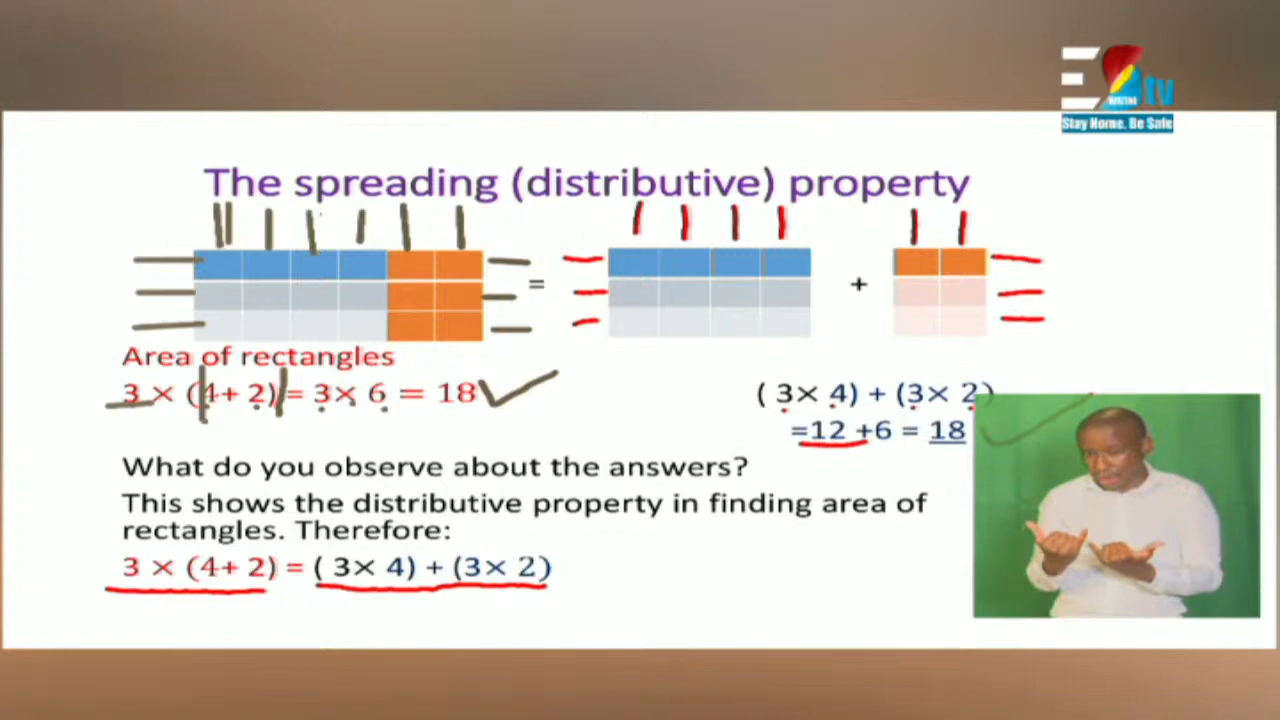 E tv
Stay Home. Be Safe
The spreading (distributive) property
= +
Area of rectangles
3 × (4+ 2) = 3 × 6 = 18
( 3× 4) + (3× 2)
=12 +6 = 18
What do you observe about the answers?
This shows the distributive property in finding area of
rectangles. Therefore:
3 × (4+ 2) = ( 3× 4) + (3× 2)